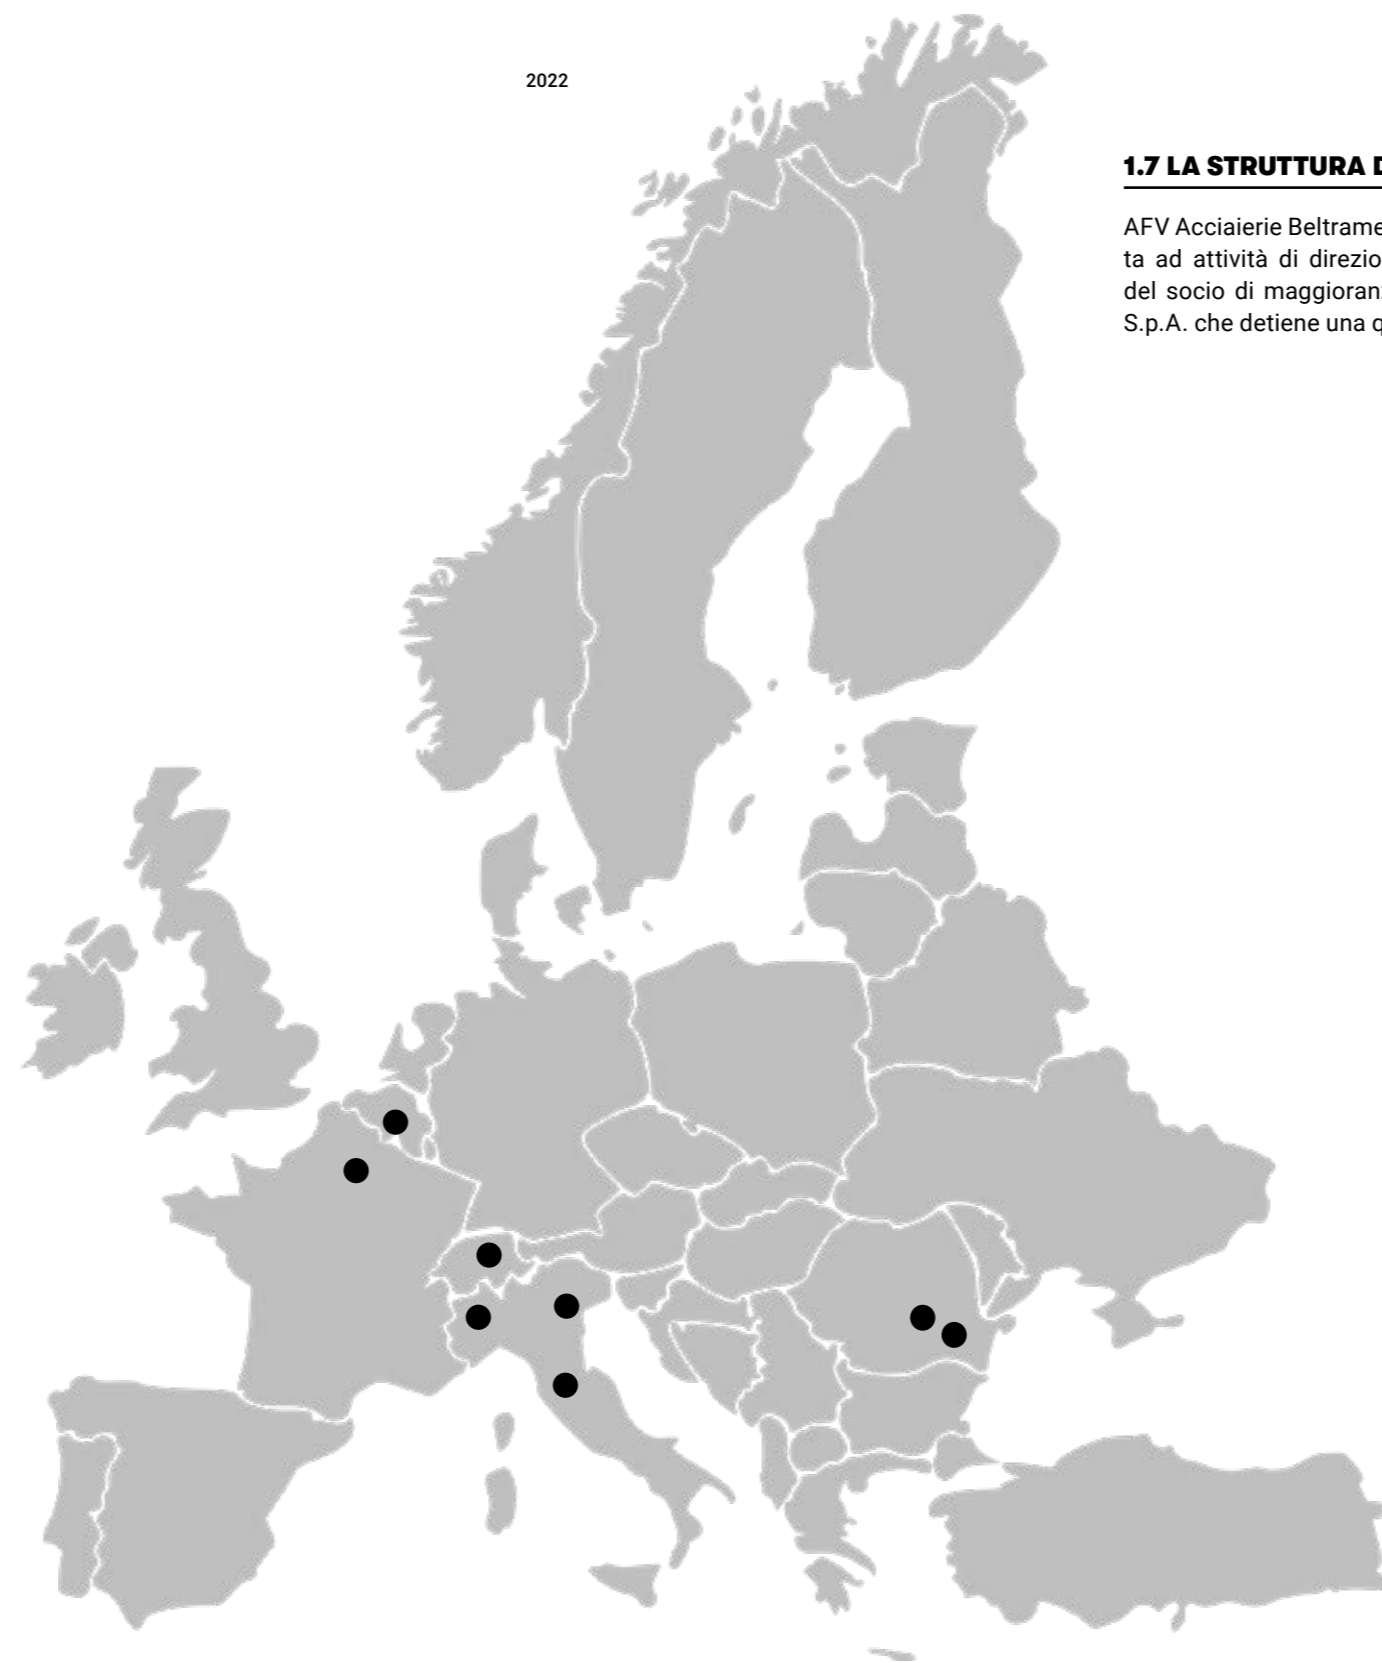 2022
1.7 LA STRUTTURA D
AFV Acciaierie Beltrame
ta ad attività di direzio
del socio di maggioranz
S.p.A. che detiene una q